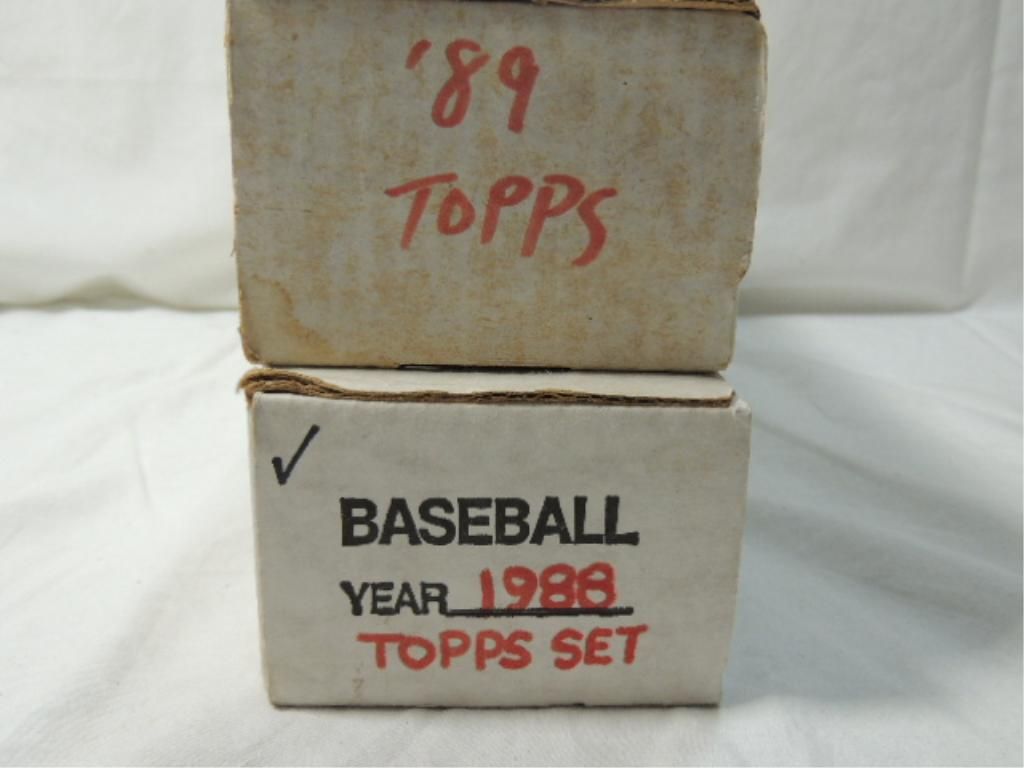 '89
TOPPS
BASEBALL
YEAR 1988
TOPPS SET